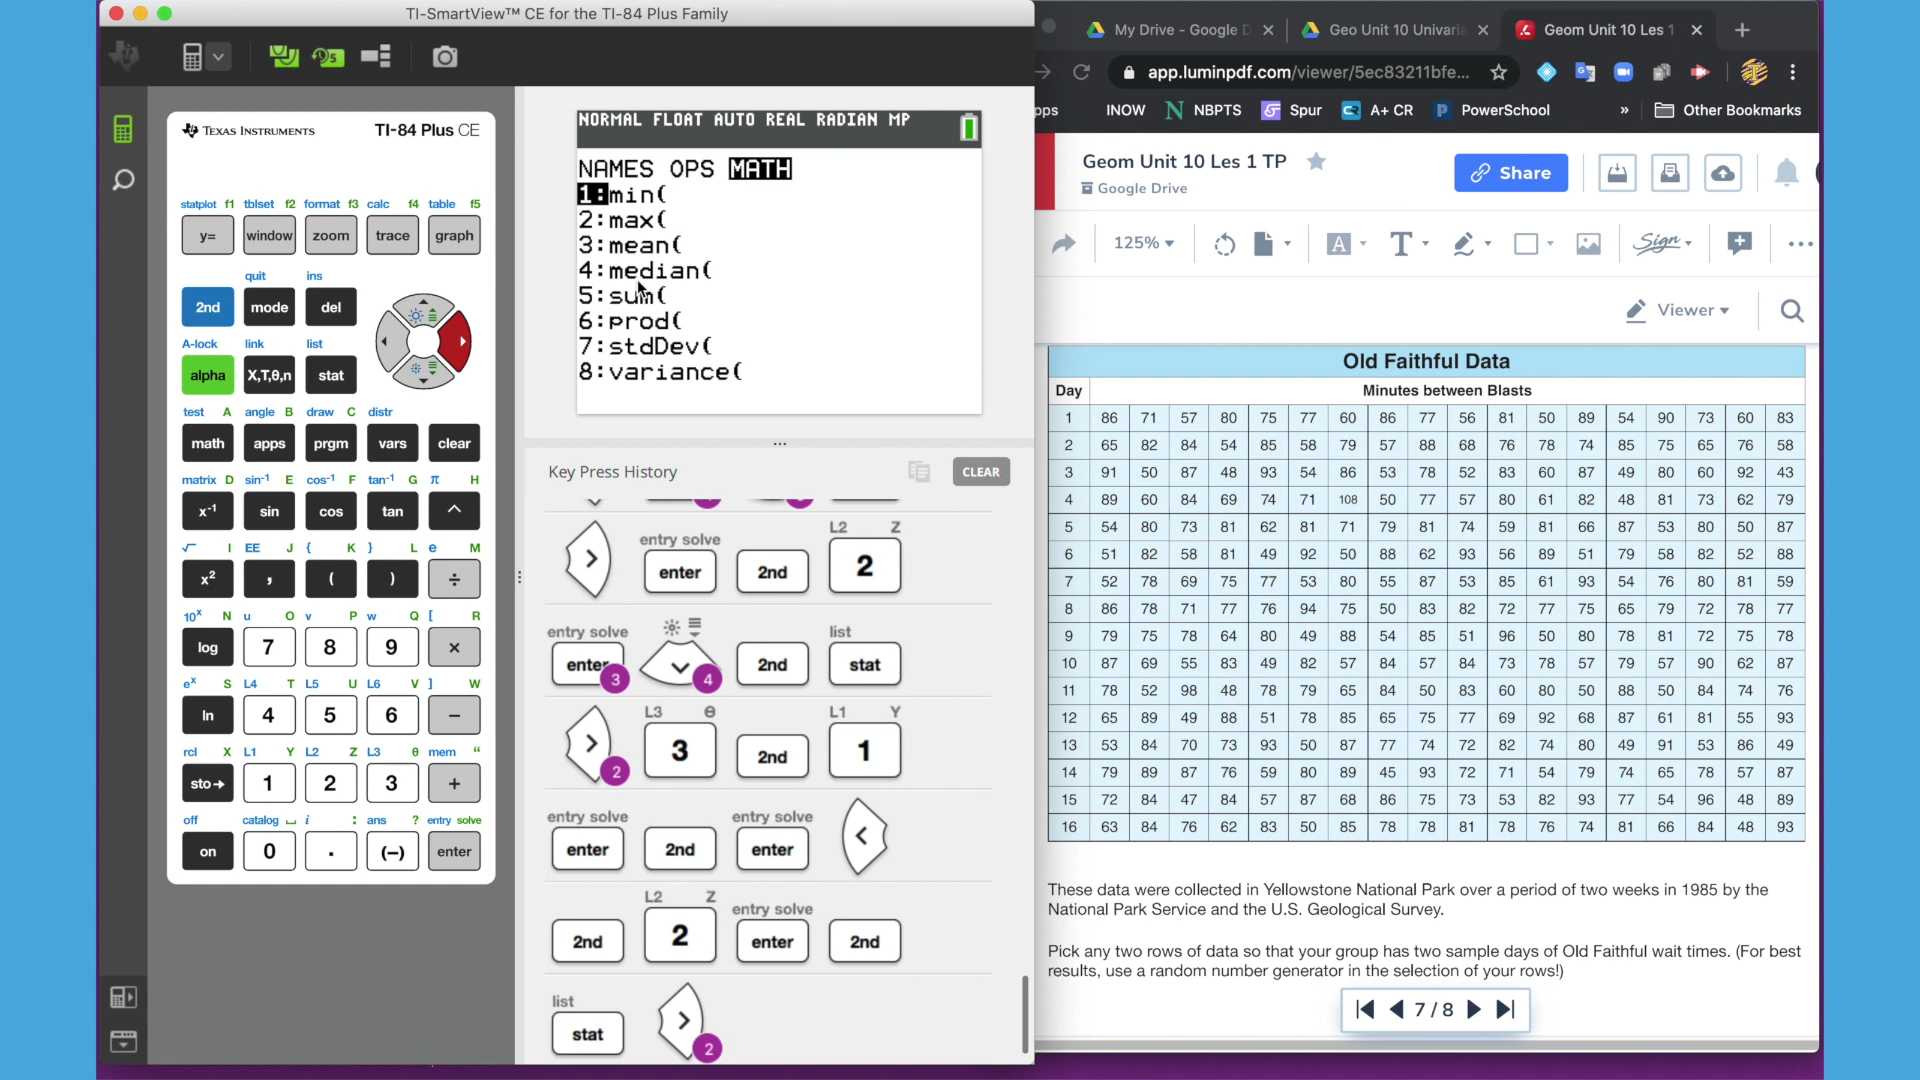 TI-SmartView™ CE for the TI-84 Plus Family
TEXAS INSTRUMENTS TI-84 Plus CE
statplot f1 tblset f2 format f3 calc f4 table f5
y= window zoom trace graph
quit ins
2nd mode del
A-lock link list
alpha X,T,θ,n stat
test A angle B draw C distr
math apps prgm vars clear
matrix D sin-1 E cos-1 F tan-1 G π H
x-1 sin cos tan ^
√ I EE J { K } L e M
x² , ( ) ÷
10x N u O v P w Q [ R
log 7 8 9 ×
ex S L4 T L5 U L6 V ] W
ln 4 5 6 −
rcl X L1 Y L2 Z L3 θ mem “
sto→ 1 2 3 +
off catalog i : ans ? entry solve
on 0 . (−) enter
NORMAL FLOAT AUTO REAL RADIAN MP
NAMES OPS MATH
1:min(
2:max(
3:mean(
4:median(
5:sum(
6:prod(
7:stdDev(
8:variance(
Key Press History CLEAR
entry solve L2 Z
enter 2nd 2
entry solve list
enter 3 4 2nd stat
L3 Θ L1 Y
2 3 2nd 1
entry solve entry solve
enter 2nd enter
L2 Z entry solve
2nd 2 enter 2nd
list
stat 2
My Drive - Google D Geo Unit 10 Univaria Geom Unit 10 Les 1
app.luminpdf.com/viewer/5ec83211bfe...
pps INOW NBPTS Spur A+ CR PowerSchool » Other Bookmarks
Geom Unit 10 Les 1 TP Share
Google Drive
125% A T Sign
Viewer
Old Faithful Data
Day Minutes between Blasts
1 86 71 57 80 75 77 60 86 77 56 81 50 89 54 90 73 60 83
2 65 82 84 54 85 58 79 57 88 68 76 78 74 85 75 65 76 58
3 91 50 87 48 93 54 86 53 78 52 83 60 87 49 80 60 92 43
4 89 60 84 69 74 71 108 50 77 57 80 61 82 48 81 73 62 79
5 54 80 73 81 62 81 71 79 81 74 59 81 66 87 53 80 50 87
6 51 82 58 81 49 92 50 88 62 93 56 89 51 79 58 82 52 88
7 52 78 69 75 77 53 80 55 87 53 85 61 93 54 76 80 81 59
8 86 78 71 77 76 94 75 50 83 82 72 77 75 65 79 72 78 77
9 79 75 78 64 80 49 88 54 85 51 96 50 80 78 81 72 75 78
10 87 69 55 83 49 82 57 84 57 84 73 78 57 79 57 90 62 87
11 78 52 98 48 78 79 65 84 50 83 60 80 50 88 50 84 74 76
12 65 89 49 88 51 78 85 65 75 77 69 92 68 87 61 81 55 93
13 53 84 70 73 93 50 87 77 74 72 82 74 80 49 91 53 86 49
14 79 89 87 76 59 80 89 45 93 72 71 54 79 74 65 78 57 87
15 72 84 47 84 57 87 68 86 75 73 53 82 93 77 54 96 48 89
16 63 84 76 62 83 50 85 78 78 81 78 76 74 81 66 84 48 93
These data were collected in Yellowstone National Park over a period of two weeks in 1985 by the
National Park Service and the U.S. Geological Survey.
Pick any two rows of data so that your group has two sample days of Old Faithful wait times. (For best
results, use a random number generator in the selection of your rows!)
7 / 8